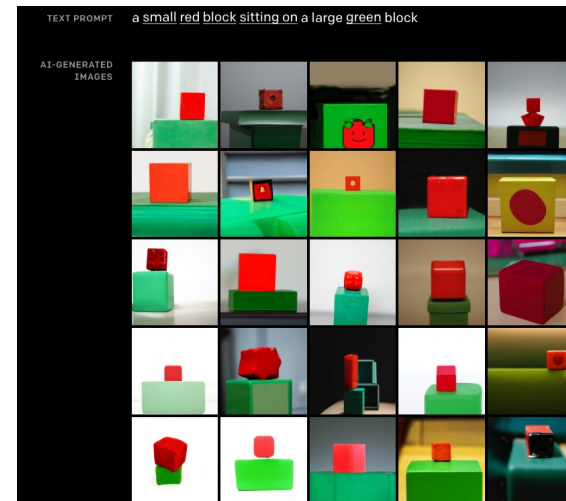 TEXT PROMPT
a small red block sitting on a large green block
AI-GENERATED
IMAGES